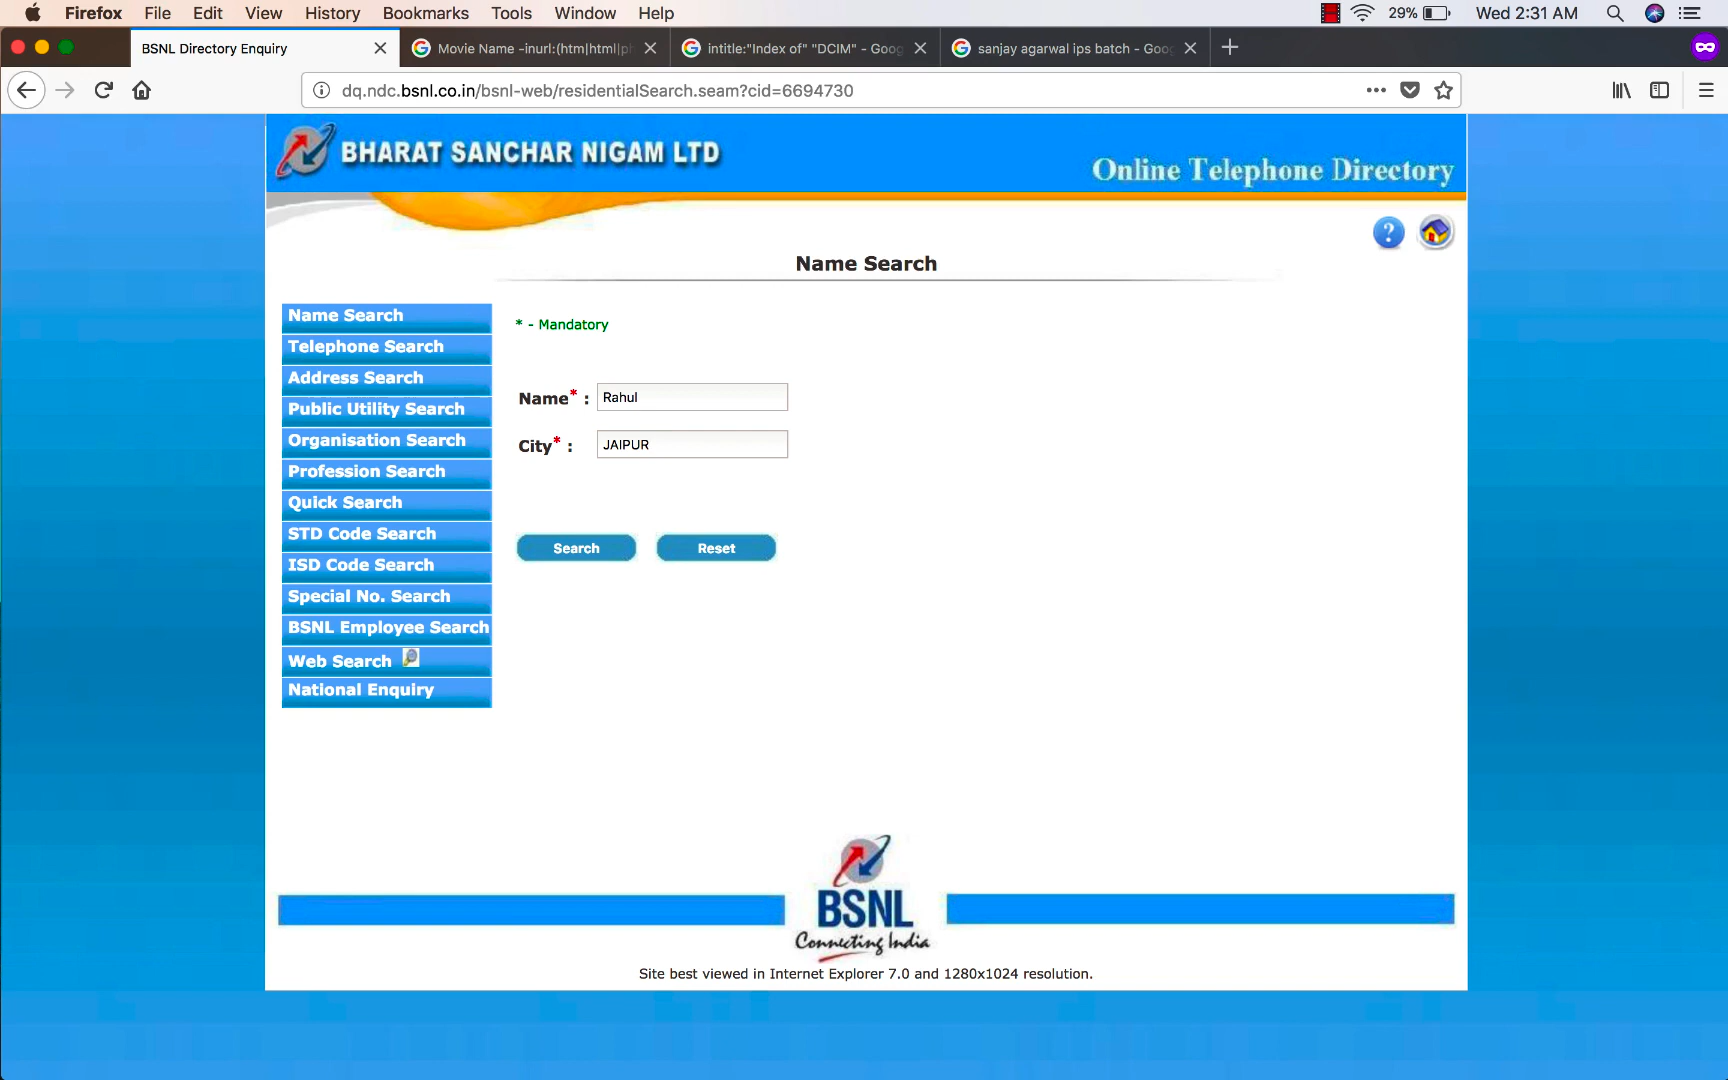 Firefox File Edit View History Bookmarks Tools Window Help 29% Wed 2:31 AM
BSNL Directory Enquiry Movie Name -inurl:(htm|html|ph intitle:"Index of" "DCIM" - Goog sanjay agarwal ips batch - Goog
dq.ndc.bsnl.co.in/bsnl-web/residentialSearch.seam?cid=6694730
BHARAT SANCHAR NIGAM LTD
Online Telephone Directory
Name Search
Name Search
Telephone Search
Address Search
Public Utility Search
Organisation Search
Profession Search
Quick Search
STD Code Search
ISD Code Search
Special No. Search
BSNL Employee Search
Web Search
National Enquiry
* - Mandatory
Name* : Rahul
City* : JAIPUR
Search Reset
BSNL
Connecting India
Site best viewed in Internet Explorer 7.0 and 1280x1024 resolution.